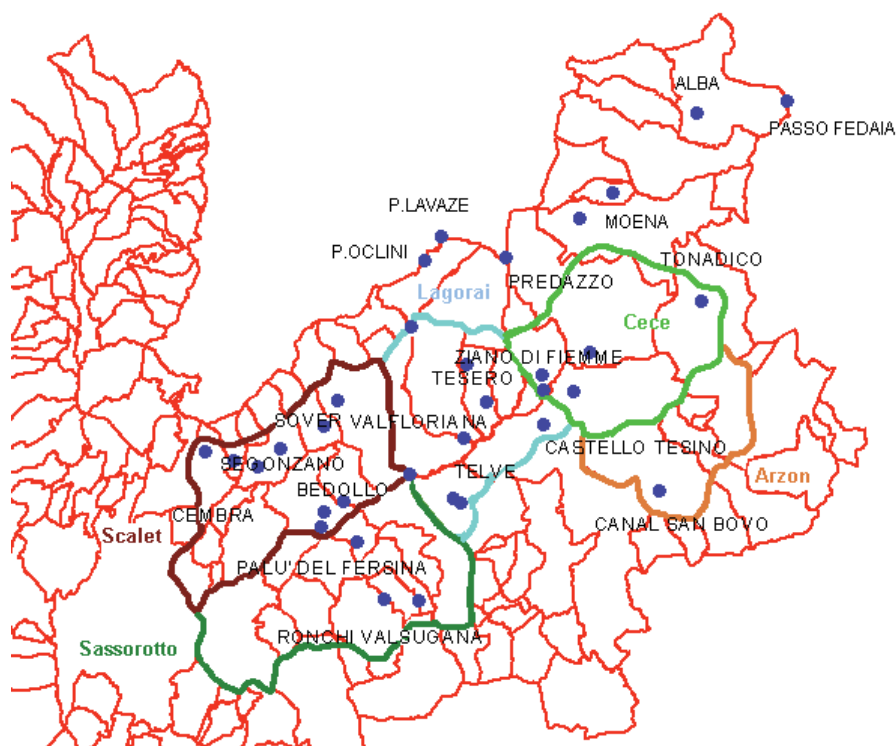 ALBA
PASSO FEDAIA
P.LAVAZE
MOENA
P.OCLINI
TONADICO
PREDAZZO
Lagorai
Cece
ZIANO DI FIEMME
TESERO
SOVER VALFLORIANA
CASTELLO TESINO
SEGONZANO
TELVE
Arzon
BEDOLLO
CEMBRA
CANAL SAN BOVO
Scalet
PALU' DEL FERSINA
RONCHI VALSUGANA
Sassorotto